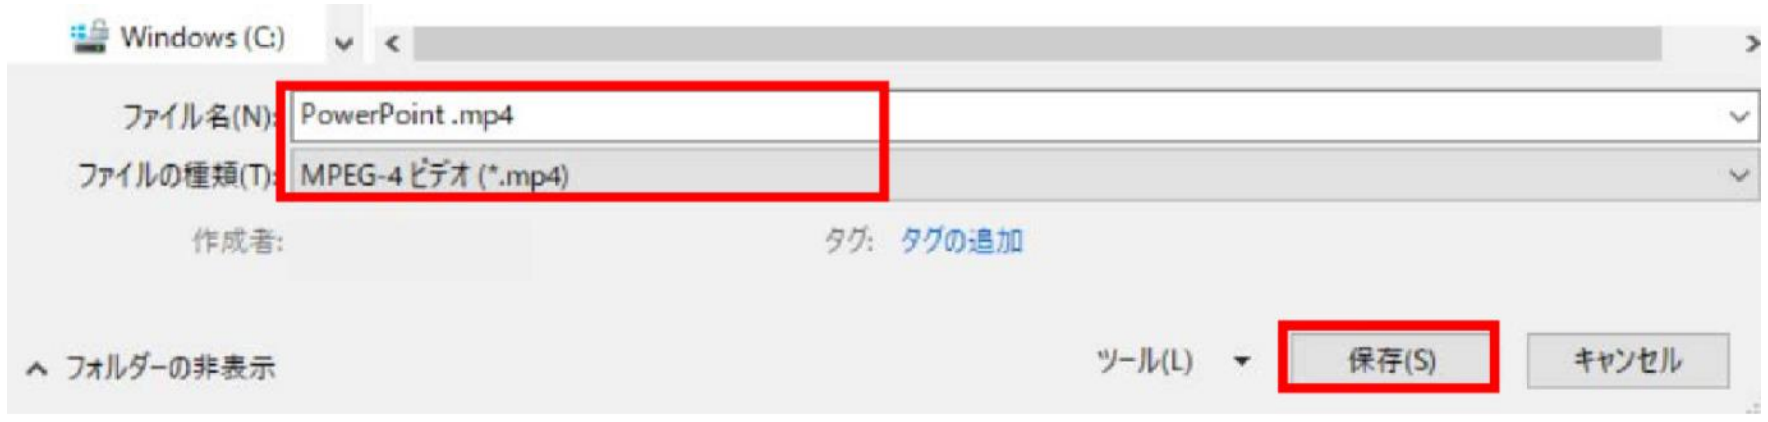 Windows (C:)
ファイル名(N): PowerPoint .mp4
ファイルの種類(T): MPEG-4 ビデオ (*.mp4)
作成者: タグ: タグの追加
フォルダーの非表示 ツール(L) 保存(S) キャンセル